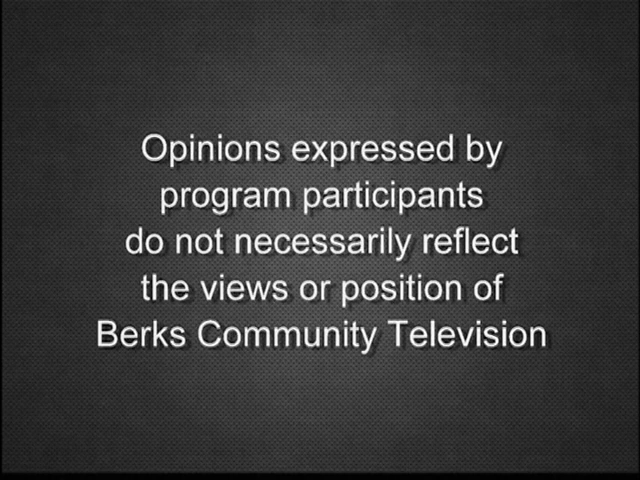 Opinions expressed by
program participants
do not necessarily reflect
the views or position of
Berks Community Television